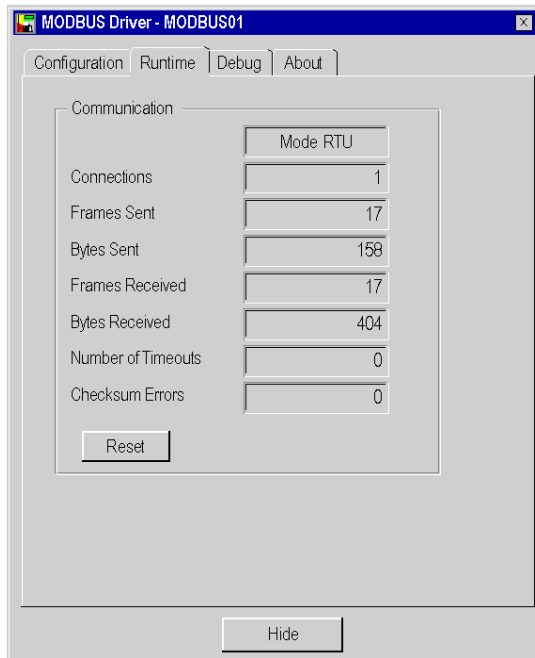 MODBUS Driver - MODBUS01
Configuration Runtime Debug About
Communication
Mode RTU
Connections 1
Frames Sent 17
Bytes Sent 158
Frames Received 17
Bytes Received 404
Number of Timeouts 0
Checksum Errors 0
Reset
Hide